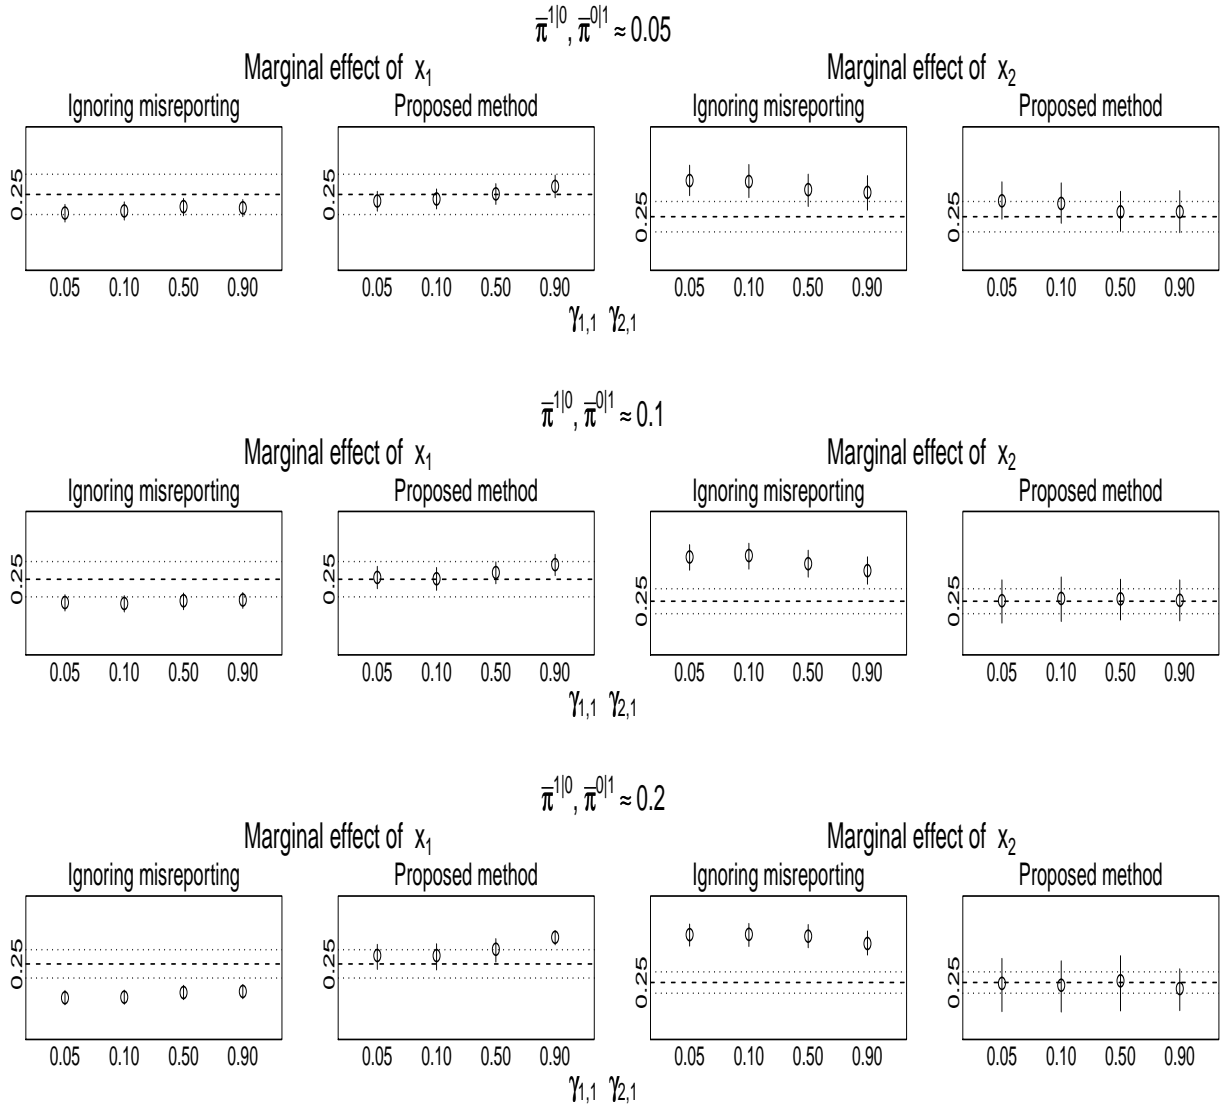 π̅^{1|0}, π̅^{0|1} ≈ 0.05
Marginal effect of x₁ Marginal effect of x₂
Ignoring misreporting Proposed method Ignoring misreporting Proposed method
0.25 0.25 0.25 0.25
0.05 0.10 0.50 0.90 0.05 0.10 0.50 0.90 0.05 0.10 0.50 0.90 0.05 0.10 0.50 0.90
γ₁,₁ γ₂,₁
π̅^{1|0}, π̅^{0|1} ≈ 0.1
Marginal effect of x₁ Marginal effect of x₂
Ignoring misreporting Proposed method Ignoring misreporting Proposed method
0.25 0.25 0.25 0.25
0.05 0.10 0.50 0.90 0.05 0.10 0.50 0.90 0.05 0.10 0.50 0.90 0.05 0.10 0.50 0.90
γ₁,₁ γ₂,₁
π̅^{1|0}, π̅^{0|1} ≈ 0.2
Marginal effect of x₁ Marginal effect of x₂
Ignoring misreporting Proposed method Ignoring misreporting Proposed method
0.25 0.25 0.25 0.25
0.05 0.10 0.50 0.90 0.05 0.10 0.50 0.90 0.05 0.10 0.50 0.90 0.05 0.10 0.50 0.90
γ₁,₁ γ₂,₁